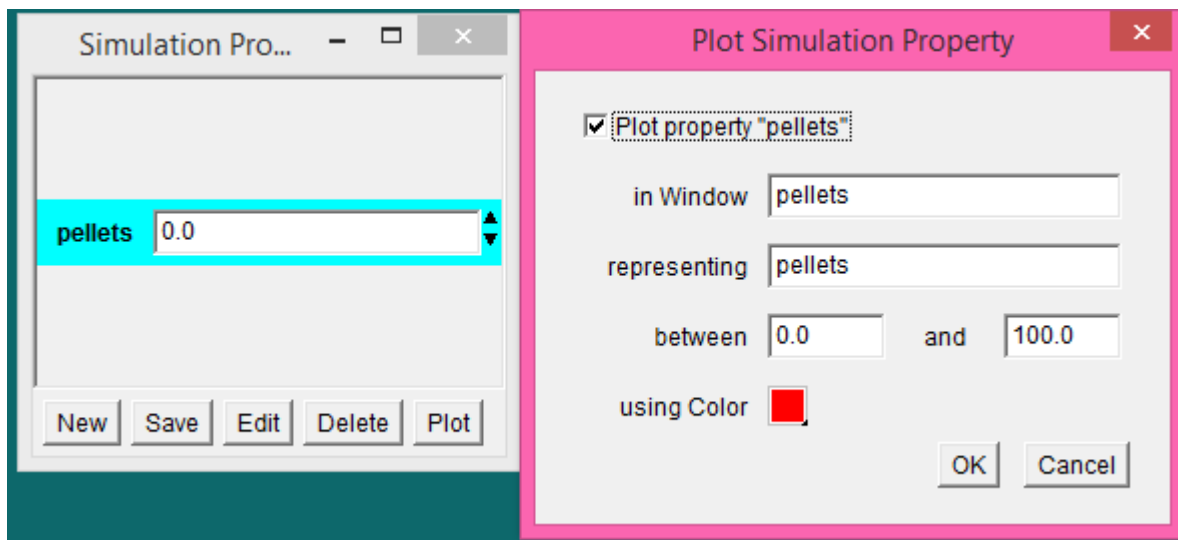 Simulation Pro...
pellets 0.0
New Save Edit Delete Plot
Plot Simulation Property
Plot property "pellets"
in Window pellets
representing pellets
between 0.0 and 100.0
using Color
OK Cancel